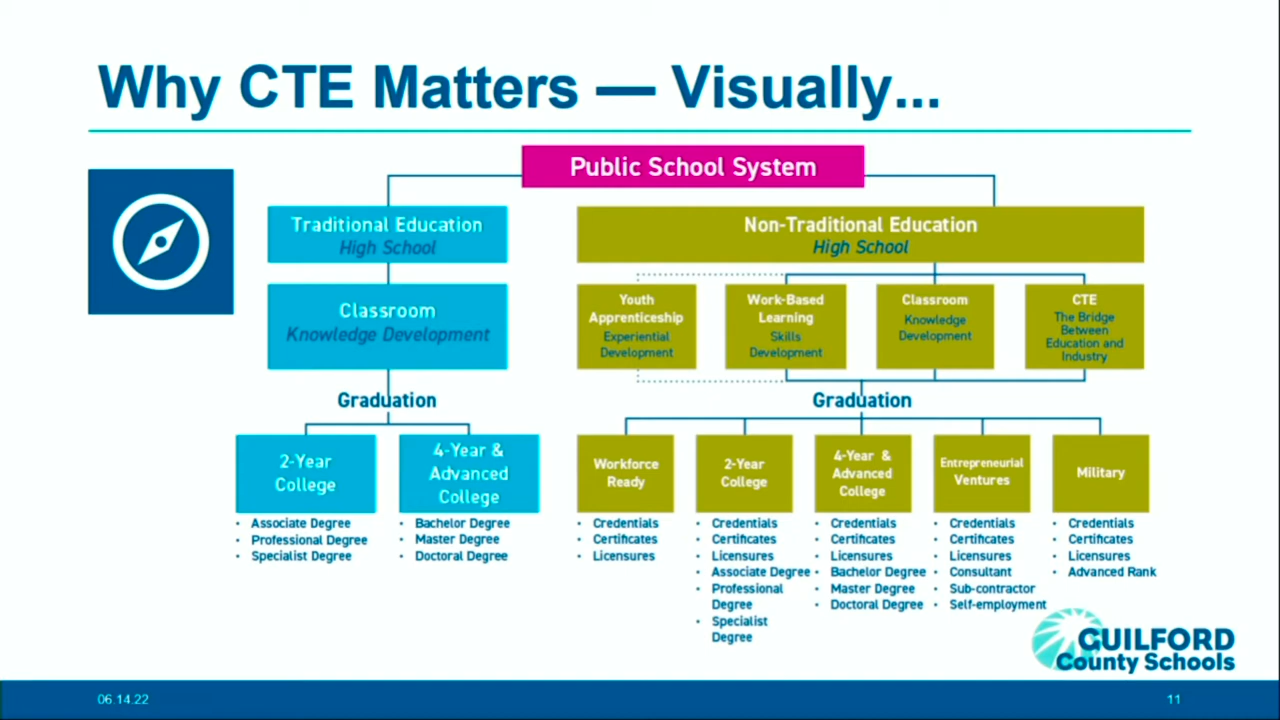 Why CTE Matters — Visually...
Public School System
Traditional Education
High School
Non-Traditional Education
High School
Classroom
Knowledge Development
Youth
Apprenticeship
Experiential
Development
Work-Based
Learning
Skills
Development
Classroom
Knowledge
Development
CTE
The Bridge
Between
Education and
Industry
Graduation
Graduation
2-Year
College
4-Year &
Advanced
College
Workforce
Ready
2-Year
College
4-Year &
Advanced
College
Entrepreneurial
Ventures
Military
• Associate Degree
• Professional Degree
• Specialist Degree
• Bachelor Degree
• Master Degree
• Doctoral Degree
• Credentials
• Certificates
• Licensures
• Credentials
• Certificates
• Licensures
• Associate Degree
• Professional
Degree
• Specialist
Degree
• Credentials
• Certificates
• Licensures
• Bachelor Degree
• Master Degree
• Doctoral Degree
• Credentials
• Certificates
• Licensures
• Consultant
• Sub-contractor
• Self-employment
• Credentials
• Certificates
• Licensures
• Advanced Rank
GUILFORD
County Schools
06.14.22
11